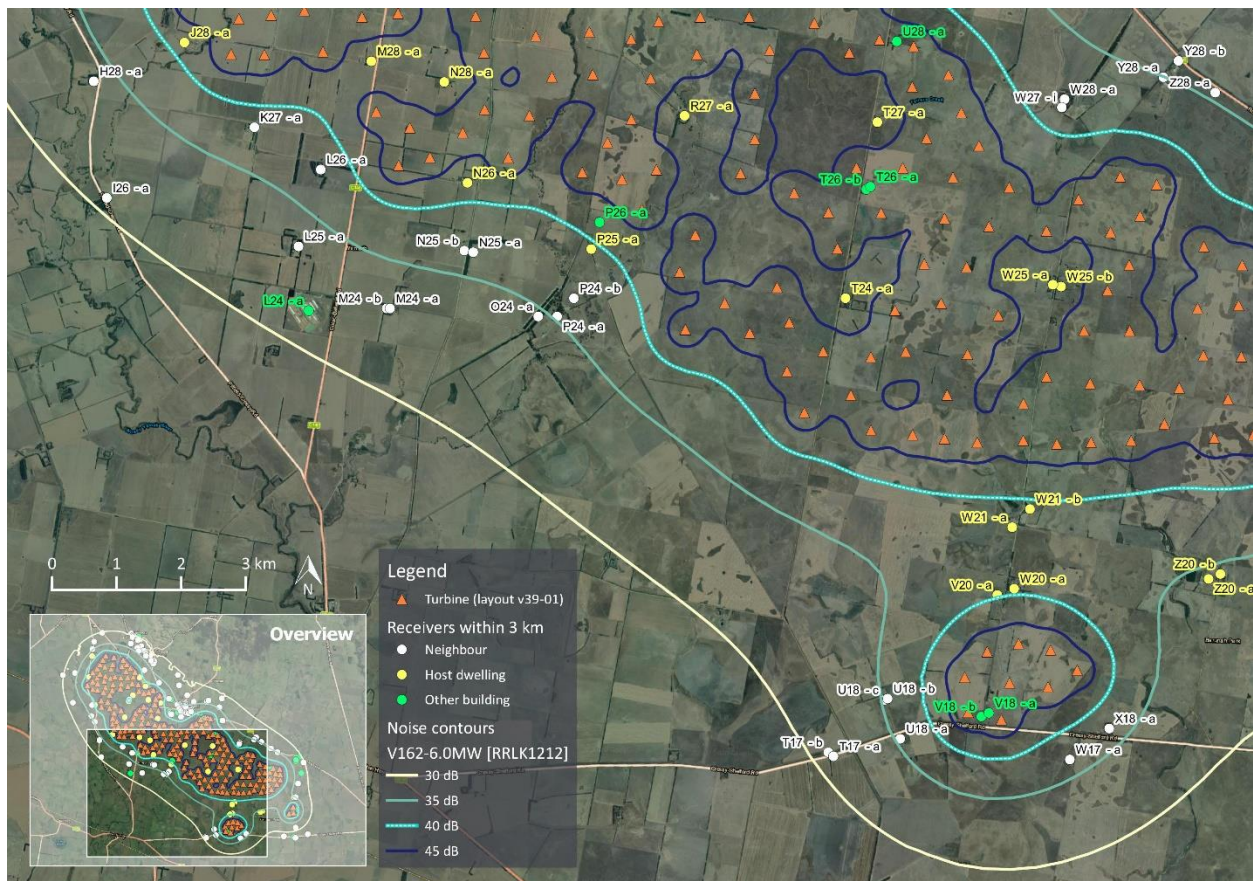 J28 - a
M28 - a
U28 - a
Y28 - b
H28 - a
N28 - a
Y28 - a
Z28 - a
W28 - a
W27 - I
K27 - a
R27 - a
T27 - a
L26 - a
N26 - a
T26 - b
T26 - a
I26 - a
P26 - a
L25 - a
N25 - b
N25 - a
P25 - a
W25 - a
W25 - b
L24 - a
M24 - b
M24 - a
P24 - b
T24 - a
O24 - a
P24 - a
W21 - b
W21 - a
Z20 - b
V20 - a
W20 - a
Z20 - a
0 1 2 3 km
N
Legend
Turbine (layout v39-01)
Receivers within 3 km
Neighbour
Host dwelling
Other building
Noise contours
V162-6.0MW [RRLK1212]
30 dB
35 dB
40 dB
45 dB
Overview
U18 - c
U18 - b
V18 - b
V18 - a
U18 - a
X18 - a
T17 - b
T17 - a
W17 - a